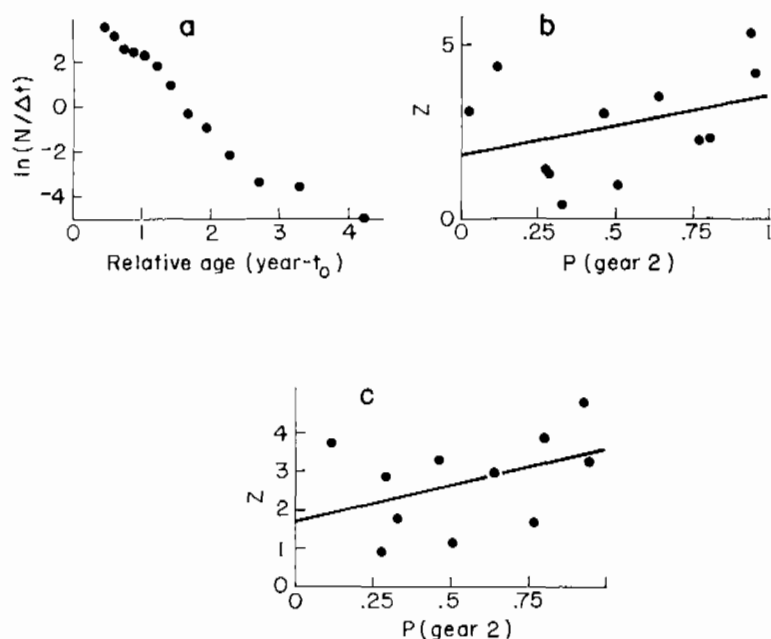 a
ln(N/Δt)
2
0
-2
-4
0 1 2 3 4
Relative age (year-t₀)
b
Z
5
0
0 .25 .5 .75 1
P (gear 2)
c
Z
4
3
2
1
0
0 .25 .5 .75
P(gear 2)